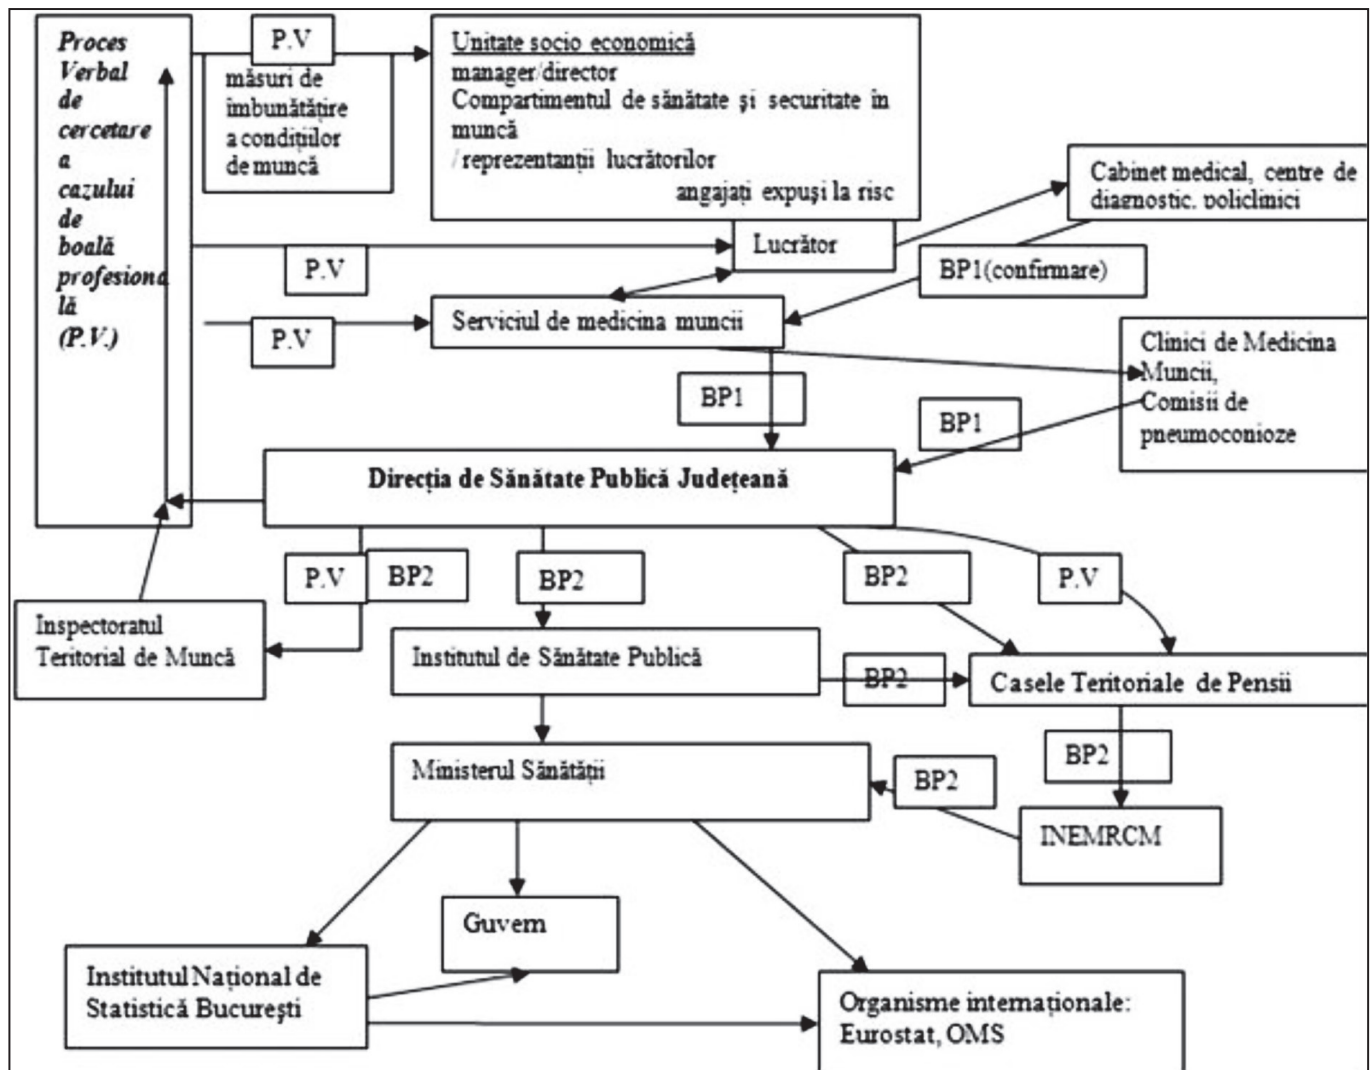 Proces
Verbal
de
cercetare
a
cazului
de
boală
profesiona
lă
(P.V.)
P.V
măsuri de
îmbunătățire
a condițiilor
de muncă
Unitate socio economică
manager/director
Compartimentul de sănătate și securitate în
muncă
/reprezentanții lucrătorilor
angajați expuși la risc
Cabinet medical, centre de
diagnostic, policlinici
Lucrător
P.V
BP1(confirmare)
Serviciul de medicina muncii
P.V
Clinici de Medicina
Muncii,
Comisii de
pneumoconioze
BP1
BP1
Direcția de Sănătate Publică Județeană
P.V
BP2
BP2
BP2
P.V
Inspectoratul
Teritorial de Muncă
Institutul de Sănătate Publică
BP2
Casele Teritoriale de Pensii
Ministerul Sănătății
BP2
BP2
INEMRCM
Guvern
Institutul Național de
Statistică București
Organisme internaționale:
Eurostat, OMS